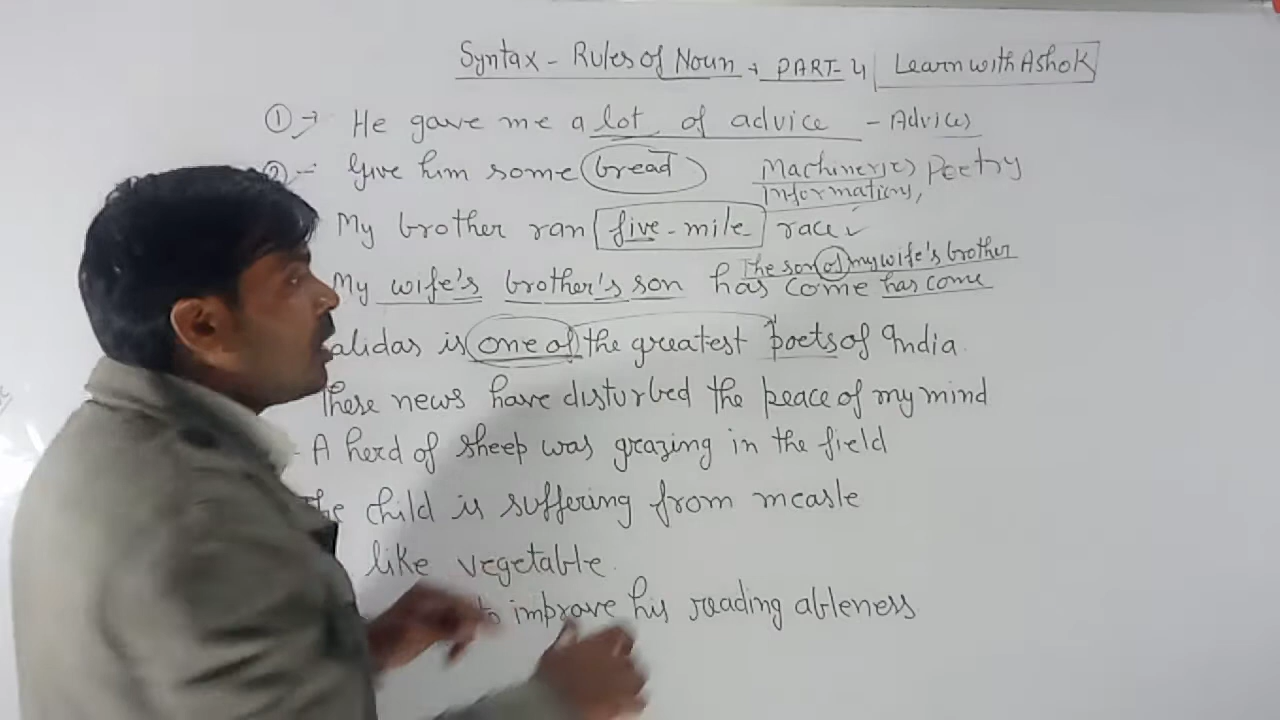 Syntax - Rules of Noun, PART-4 Learn with Ashok
① → He gave me a lot of advice - Advices
Give him some bread Machiner(e) Poetry
Informations,
My brother ran five-mile race ✓
The son of my wife's brother
My wife's brother's son has come has come
alidas is one of the greatest poets of India.
These news have disturbed the peace of my mind
- A herd of sheep was grazing in the field
The child is suffering from measle
like vegetable.
to improve his reading ableness